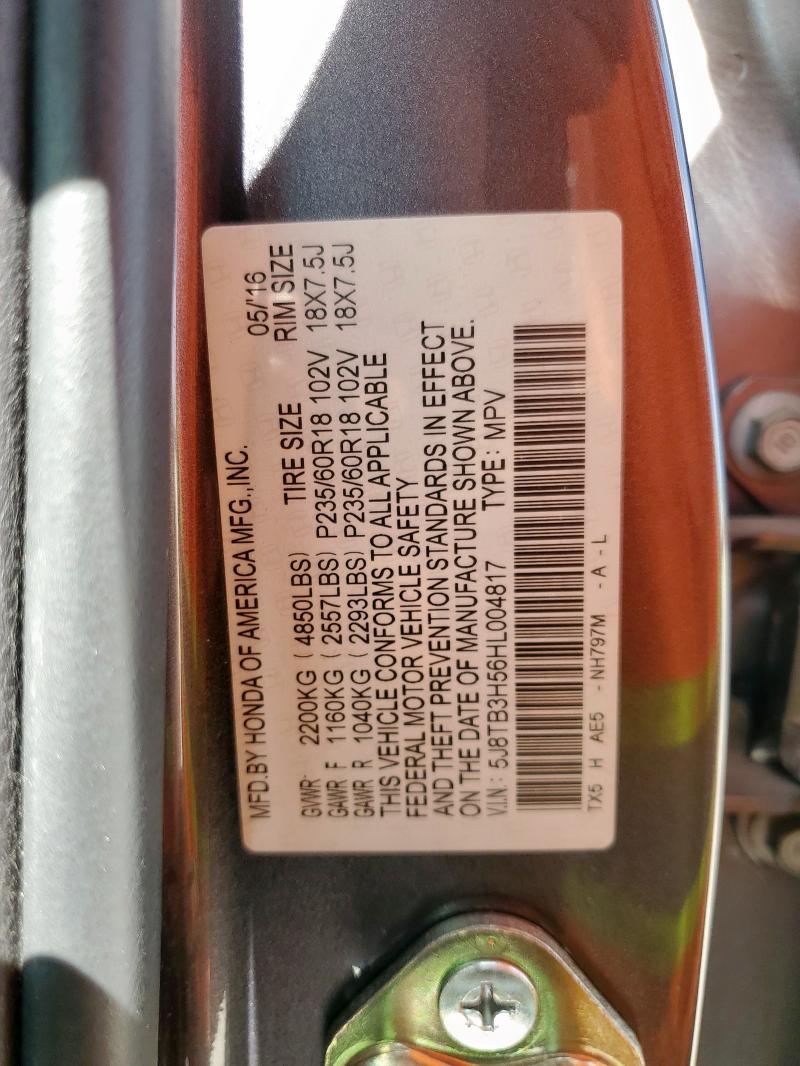 MFD.BY HONDA OF AMERICA MFG.,INC. 05/'16
TIRE SIZE RIM SIZE
GVWR: 2200KG ( 4850LBS)
GAWR F 1160KG ( 2557LBS) P235/60R18 102V 18X7.5J
GAWR R 1040KG ( 2293LBS) P235/60R18 102V 18X7.5J
THIS VEHICLE CONFORMS TO ALL APPLICABLE
FEDERAL MOTOR VEHICLE SAFETY
AND THEFT PREVENTION STANDARDS IN EFFECT
ON THE DATE OF MANUFACTURE SHOWN ABOVE.
V.I.N.: 5J8TB3H56HL004817 TYPE: MPV
TX5 H AE5 - NH797M - A - L